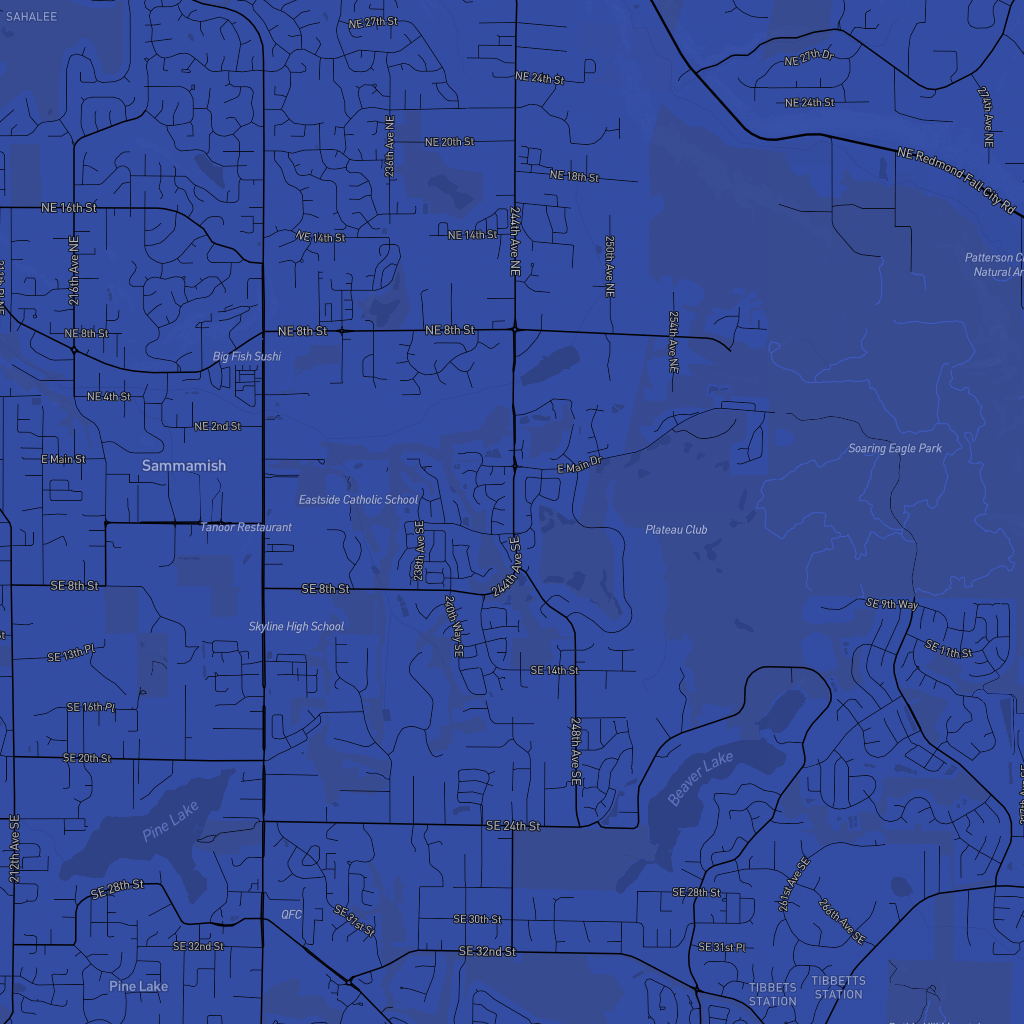 SAHALEE
NE 27th St
NE 27th Dr
NE 24th St
NE 24th St
274th Ave NE
236th Ave NE
NE 20th St
NE Redmond Fall City Rd
NE 18th St
NE 16th St
244th Ave NE
NE 14th St
NE 14th St
250th Ave NE
216th Ave NE
Patterson
Natural
NE 8th St
NE 8th St
NE 8th St
254th Ave NE
Big Fish Sushi
NE 4th St
NE 2nd St
E Main St
Sammamish
E Main Dr
Soaring Eagle Park
Eastside Catholic School
Tanoor Restaurant
238th Ave SE
Plateau Club
244th Ave SE
SE 8th St
SE 8th St
240th Way SE
SE 9th Way
Skyline High School
SE 13th Pl
SE 11th St
SE 14th St
SE 16th Pl
248th Ave SE
SE 20th St
Beaver Lake
Pine Lake
212th Ave SE
SE 24th St
SE 28th St
SE 28th St
261st Ave SE
266th Ave SE
QFC
SE 31st St
SE 30th St
SE 32nd St
SE 32nd St
SE 31st Pl
Pine Lake
TIBBETS
STATION
TIBBETTS
STATION